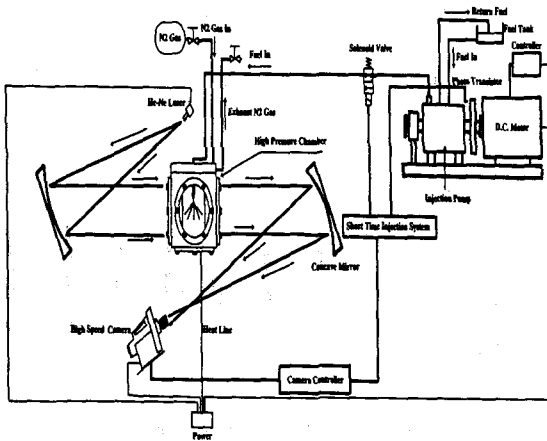 Return Fuel
N2 Gas In
N2 Gas
Fuel Tank
Solenoid Valve
Controller
Fuel In
Fuel In
Photo Transistor
He-Ne Laser
Exhaust N2 Gas
D.C. Motor
High Pressure Chamber
Injection Pump
Short Time Injection System
Concave Mirror
High Speed Camera
Heat Line
Camera Controller
Power